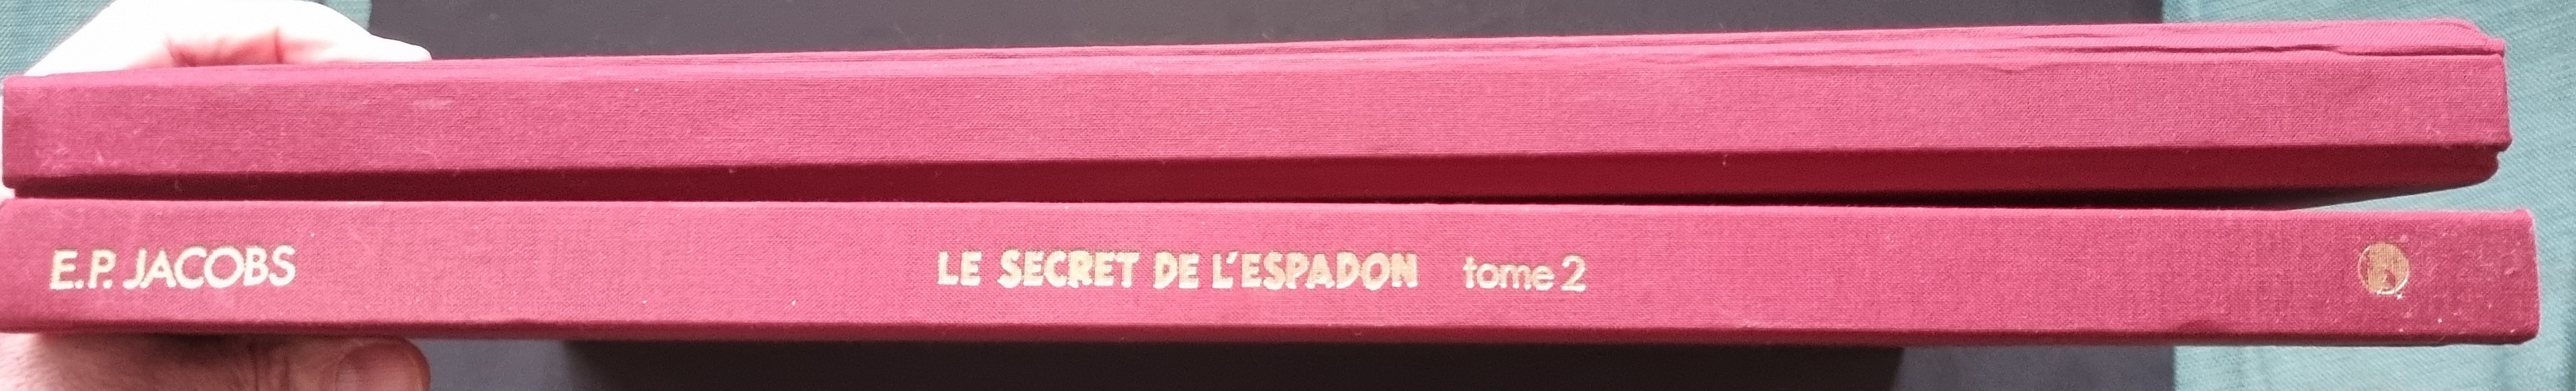 E.P. JACOBS
LE SECRET DE L'ESPADON tome 2